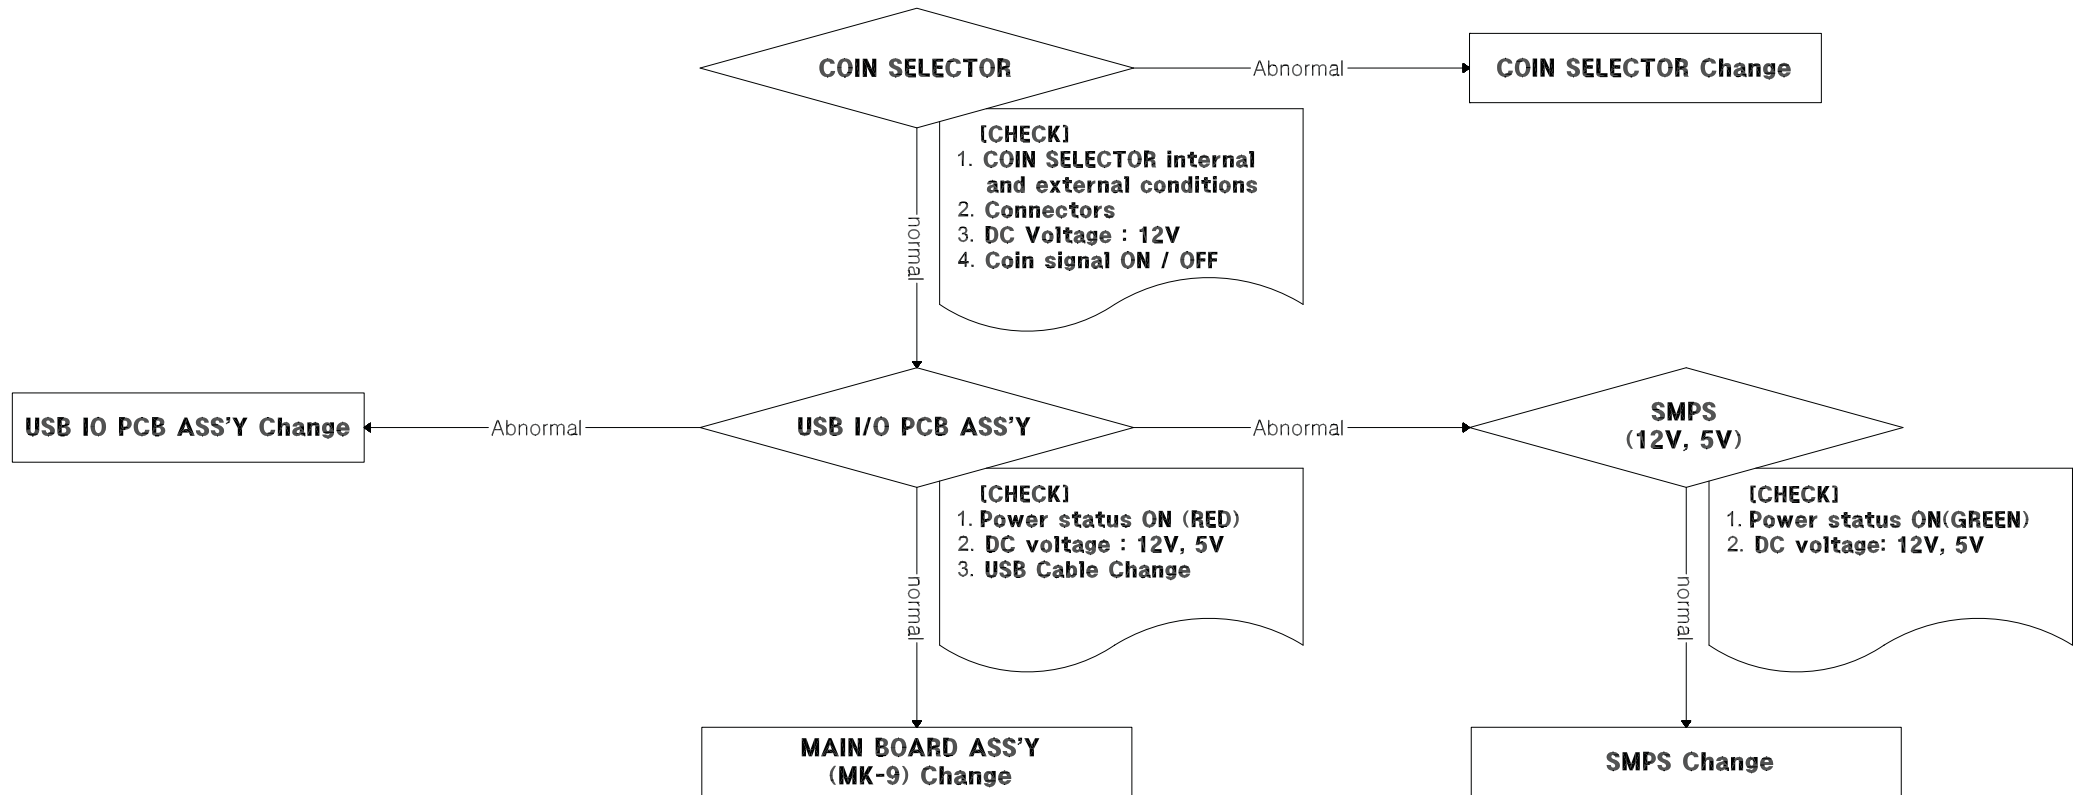 COIN SELECTOR
Abnormal
COIN SELECTOR Change
[CHECK]
1. COIN SELECTOR internal
and external conditions
2. Connectors
3. DC Voltage : 12V
4. Coin signal ON / OFF
normal
USB IO PCB ASS'Y Change
Abnormal
USB I/O PCB ASS'Y
Abnormal
SMPS
(12V, 5V)
[CHECK]
1. Power status ON (RED)
2. DC voltage : 12V, 5V
3. USB Cable Change
normal
[CHECK]
1. Power status ON(GREEN)
2. DC voltage: 12V, 5V
normal
MAIN BOARD ASS'Y
(MK-9) Change
SMPS Change